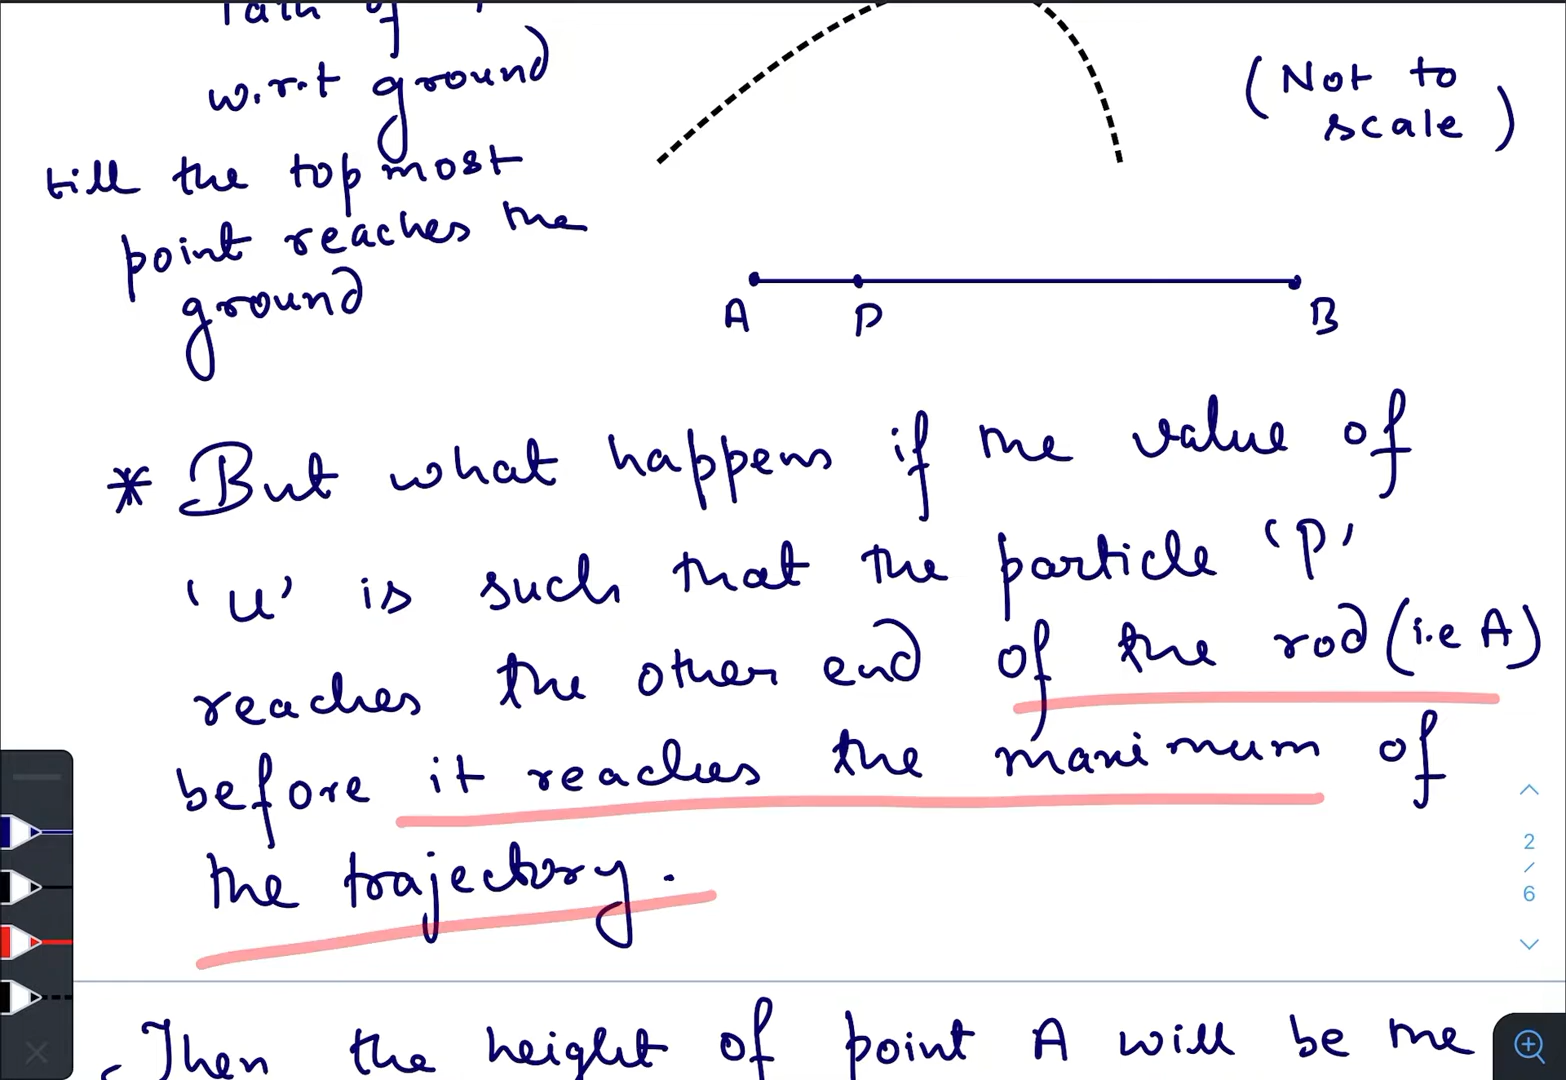 Path of
w.r.t ground
till the top most
point reaches the
ground
(Not to
scale)
A P B
* But what happens if the value of
'u' is such that the particle 'P'
reaches the other end of the rod (i.e A)
before it reaches the maximum of
the trajectory.
2
/
6
Then the height of point A will be the